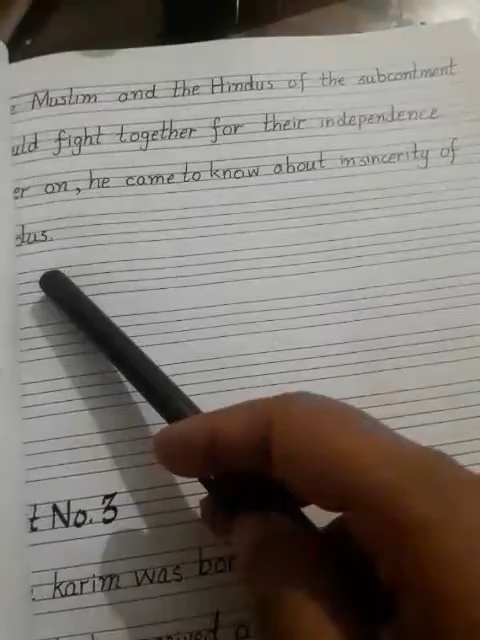 Muslim and the Hindus of the subcontment
uld fight together for their independence
er on, he came to know about insincerity of
dus.
t No.3
karim was bor